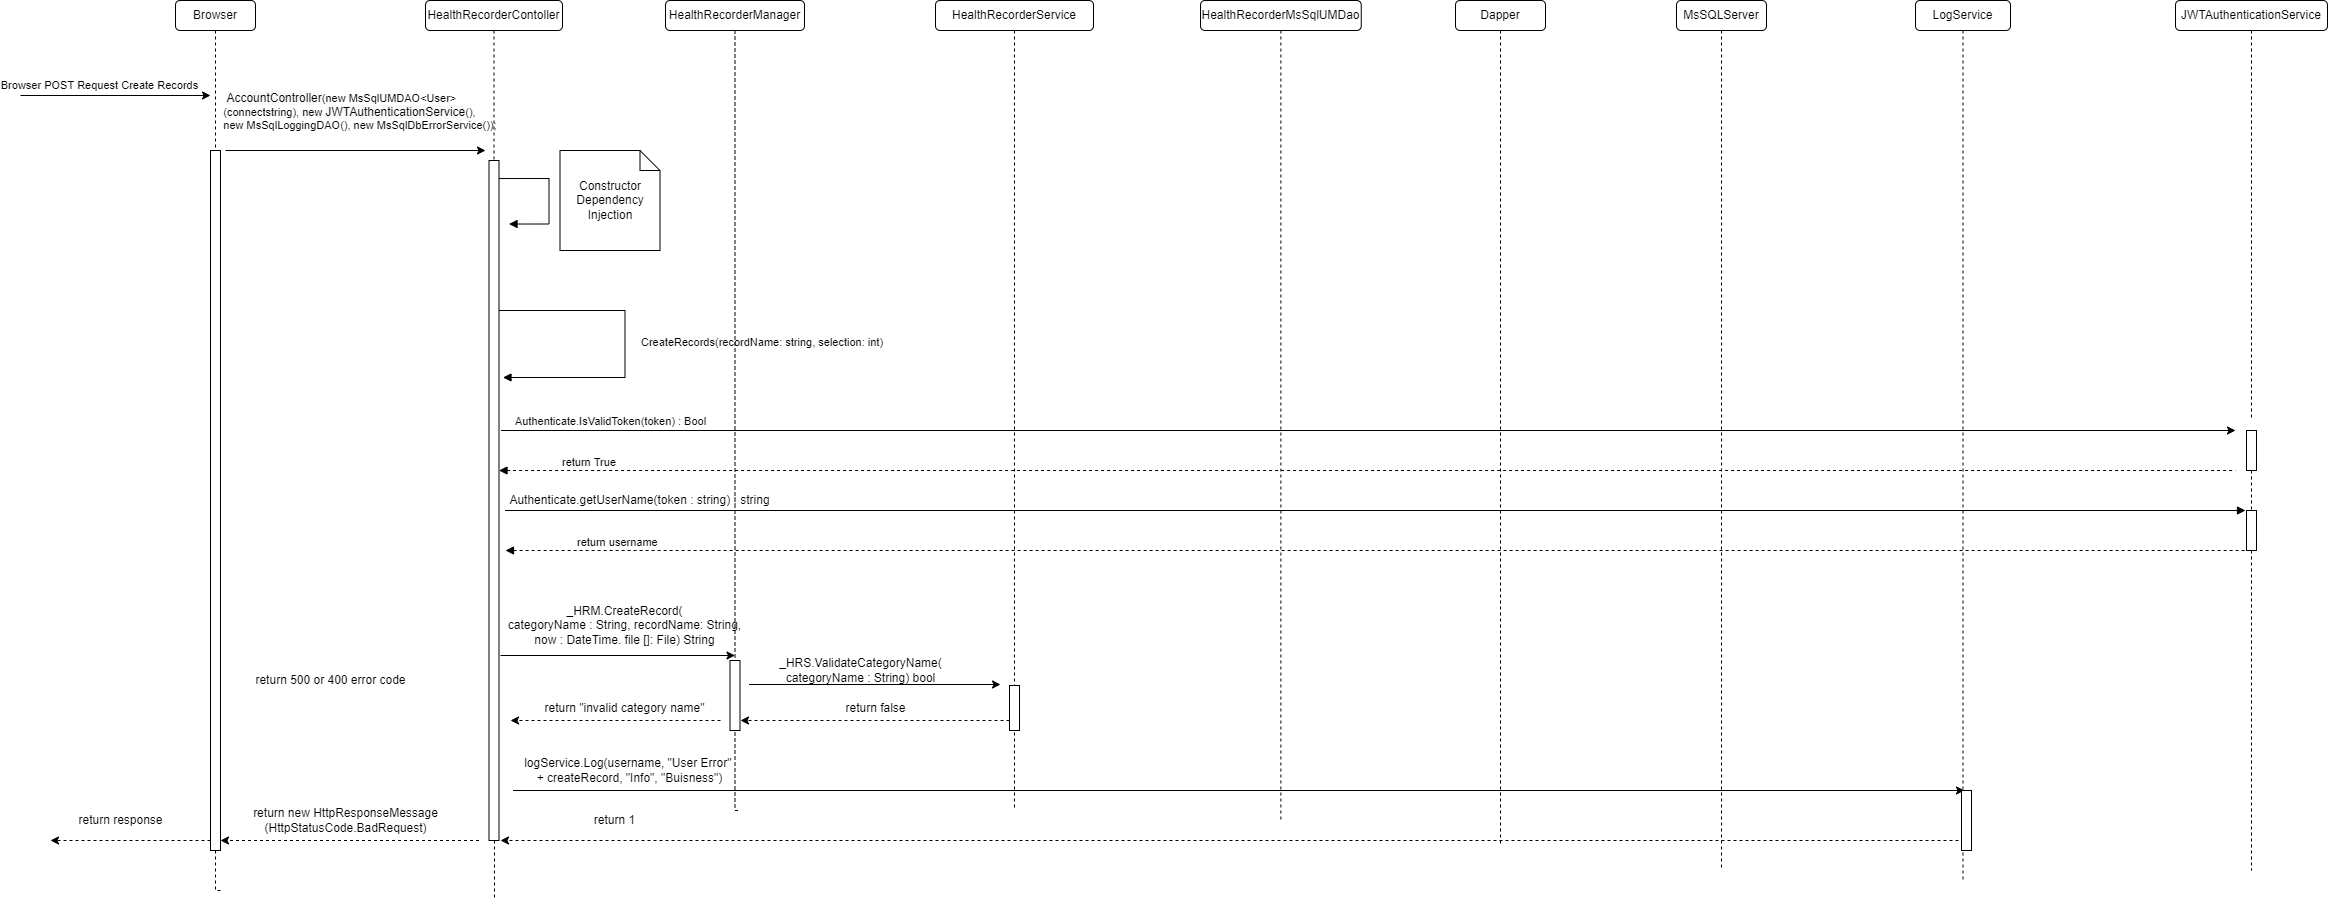 Browser
HealthRecorderContoller
HealthRecorderManager
HealthRecorderService
HealthRecorderMsSqlUMDao
Dapper
MsSQLServer
LogService
JWTAuthenticationService
Browser POST Request Create Records
AccountController(new MsSqlUMDAO<User>
(connectstring), new JWTAuthenticationService(),
new MsSqlLoggingDAO(), new MsSqlDbErrorService());
Constructor
Dependency
Injection
CreateRecords(recordName: string, selection: int)
Authenticate.IsValidToken(token) : Bool
return True
Authenticate.getUserName(token : string) : string
return username
_HRM.CreateRecord(
categoryName : String, recordName: String,
now : DateTime. file []: File) String
_HRS.ValidateCategoryName(
categoryName : String) bool
return 500 or 400 error code
return "invalid category name"
return false
logService.Log(username, "User Error"
+ createRecord, "Info", "Buisness")
return response
return new HttpResponseMessage
(HttpStatusCode.BadRequest)
return 1